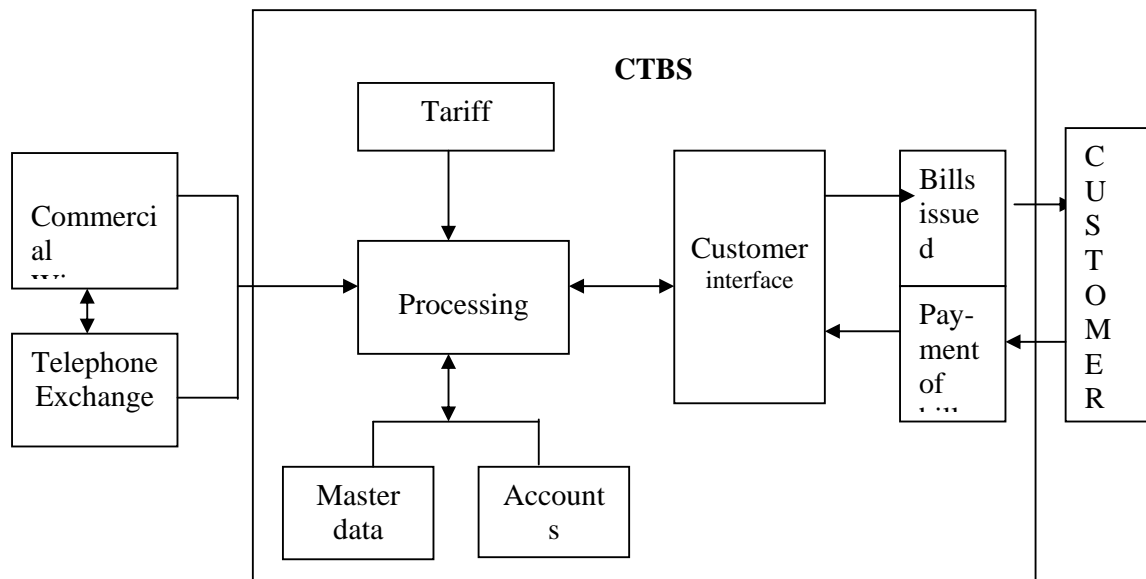 CTBS
Tariff
Commerci
al
Telephone
Exchange
Processing
Customer
interface
Bills
issue
d
Pay-
ment
of
C
U
S
T
O
M
E
R
Master
data
Account
s